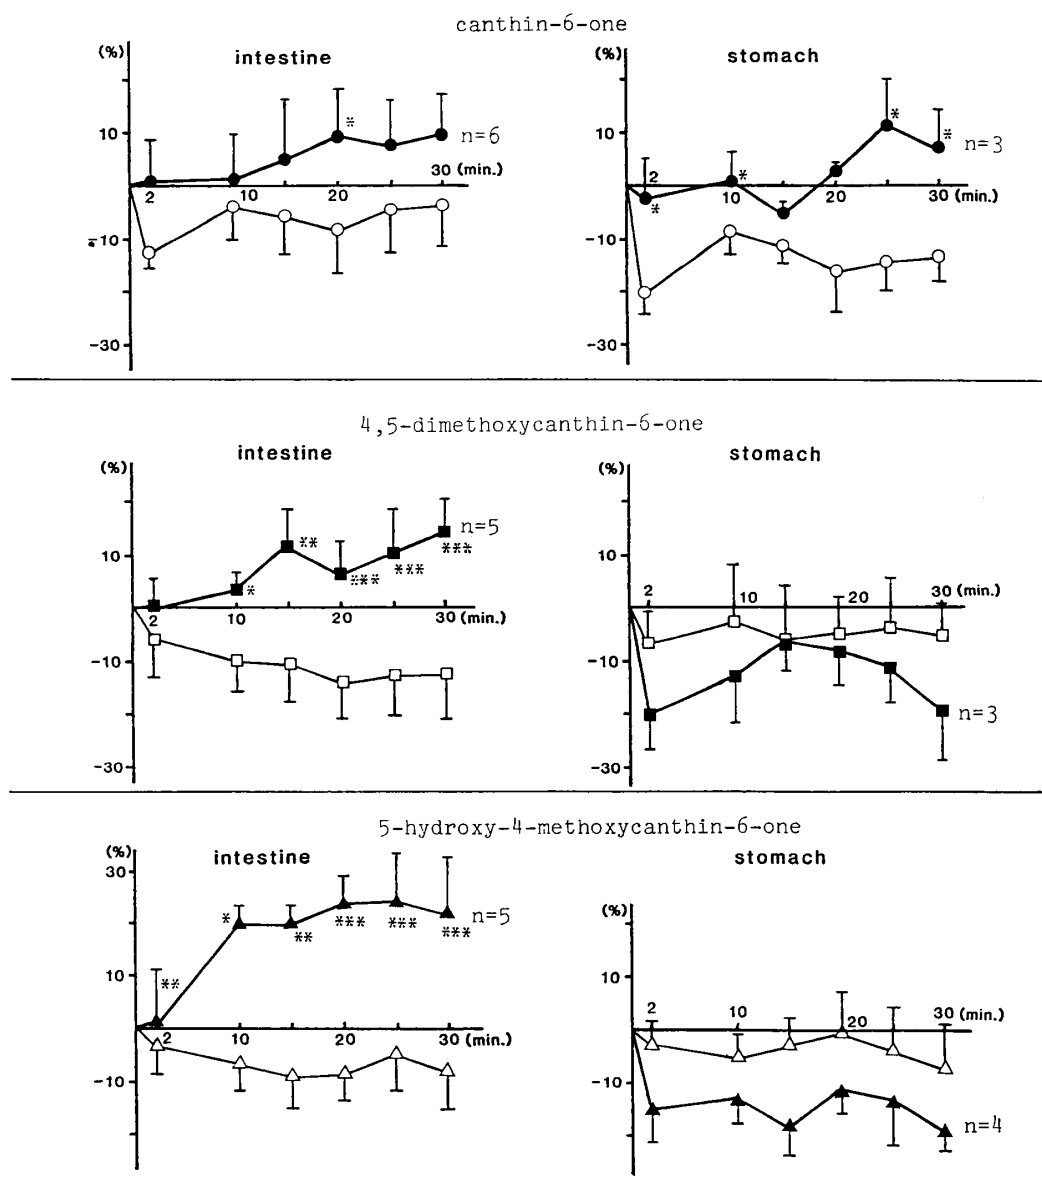 canthin-6-one
(%) intestine
10
* n=6
30 (min.)
2 10 20
-10
-30
(%) stomach
10
* * n=3
2 * *
10 20 30 (min.)
-10
-30
4,5-dimethoxycanthin-6-one
(%) intestine
n=5
10 ** ***
* *** ***
2 10 20 30 (min.)
-10
-30
(%) stomach
10
2 10 20 30 (min.)
-10
n=3
-30
5-hydroxy-4-methoxycanthin-6-one
(%) intestine
30
* ** *** *** *** n=5
10 **
2 10 20 30 (min.)
-10
stomach
(%)
10
2 10 20 30 (min.)
-10
n=4